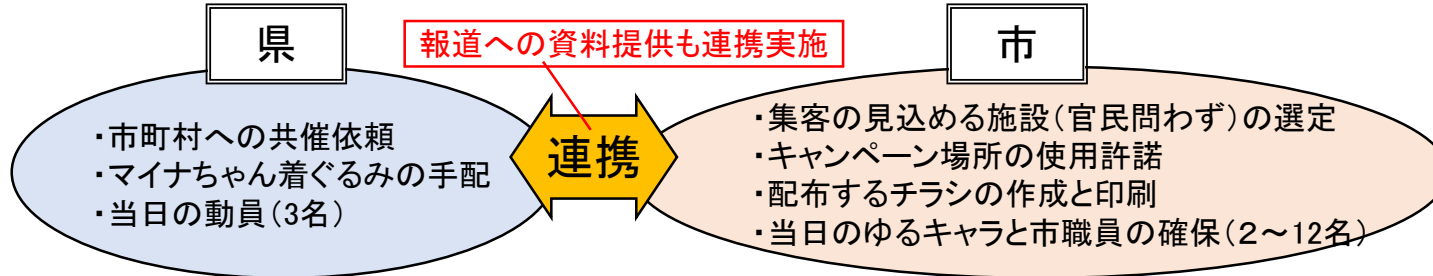 県
報道への資料提供も連携実施
市
・市町村への共催依頼
・マイナちゃん着ぐるみの手配
・当日の動員(3名)
連携
・集客の見込める施設(官民問わず)の選定
・キャンペーン場所の使用許諾
・配布するチラシの作成と印刷
・当日のゆるキャラと市職員の確保(２～12名)